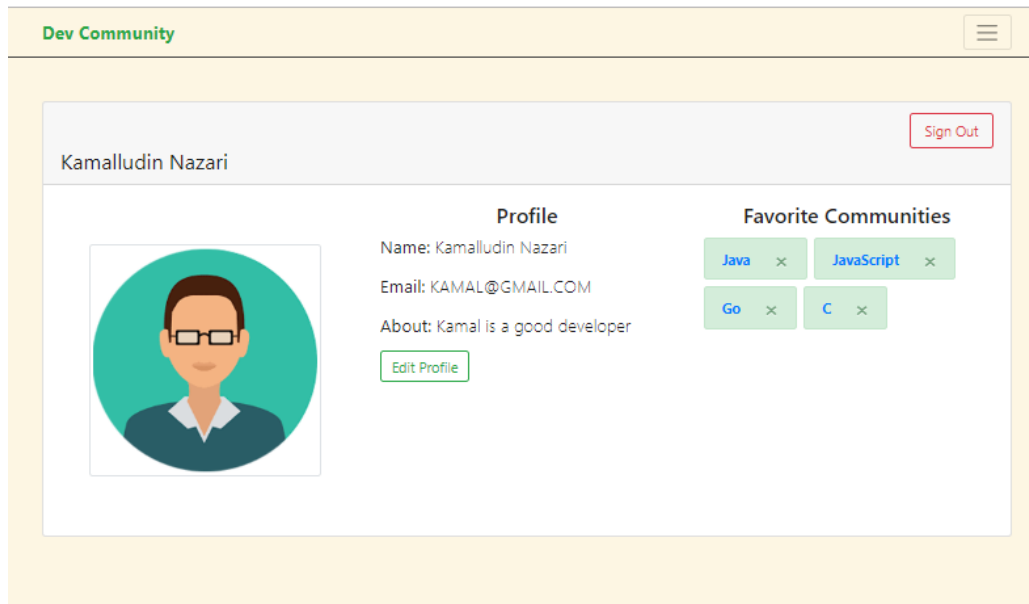 Dev Community
Sign Out
Kamalludin Nazari
Profile
Name: Kamalludin Nazari
Email: KAMAL@GMAIL.COM
About: Kamal is a good developer
Edit Profile
Favorite Communities
Java × JavaScript ×
Go × C ×